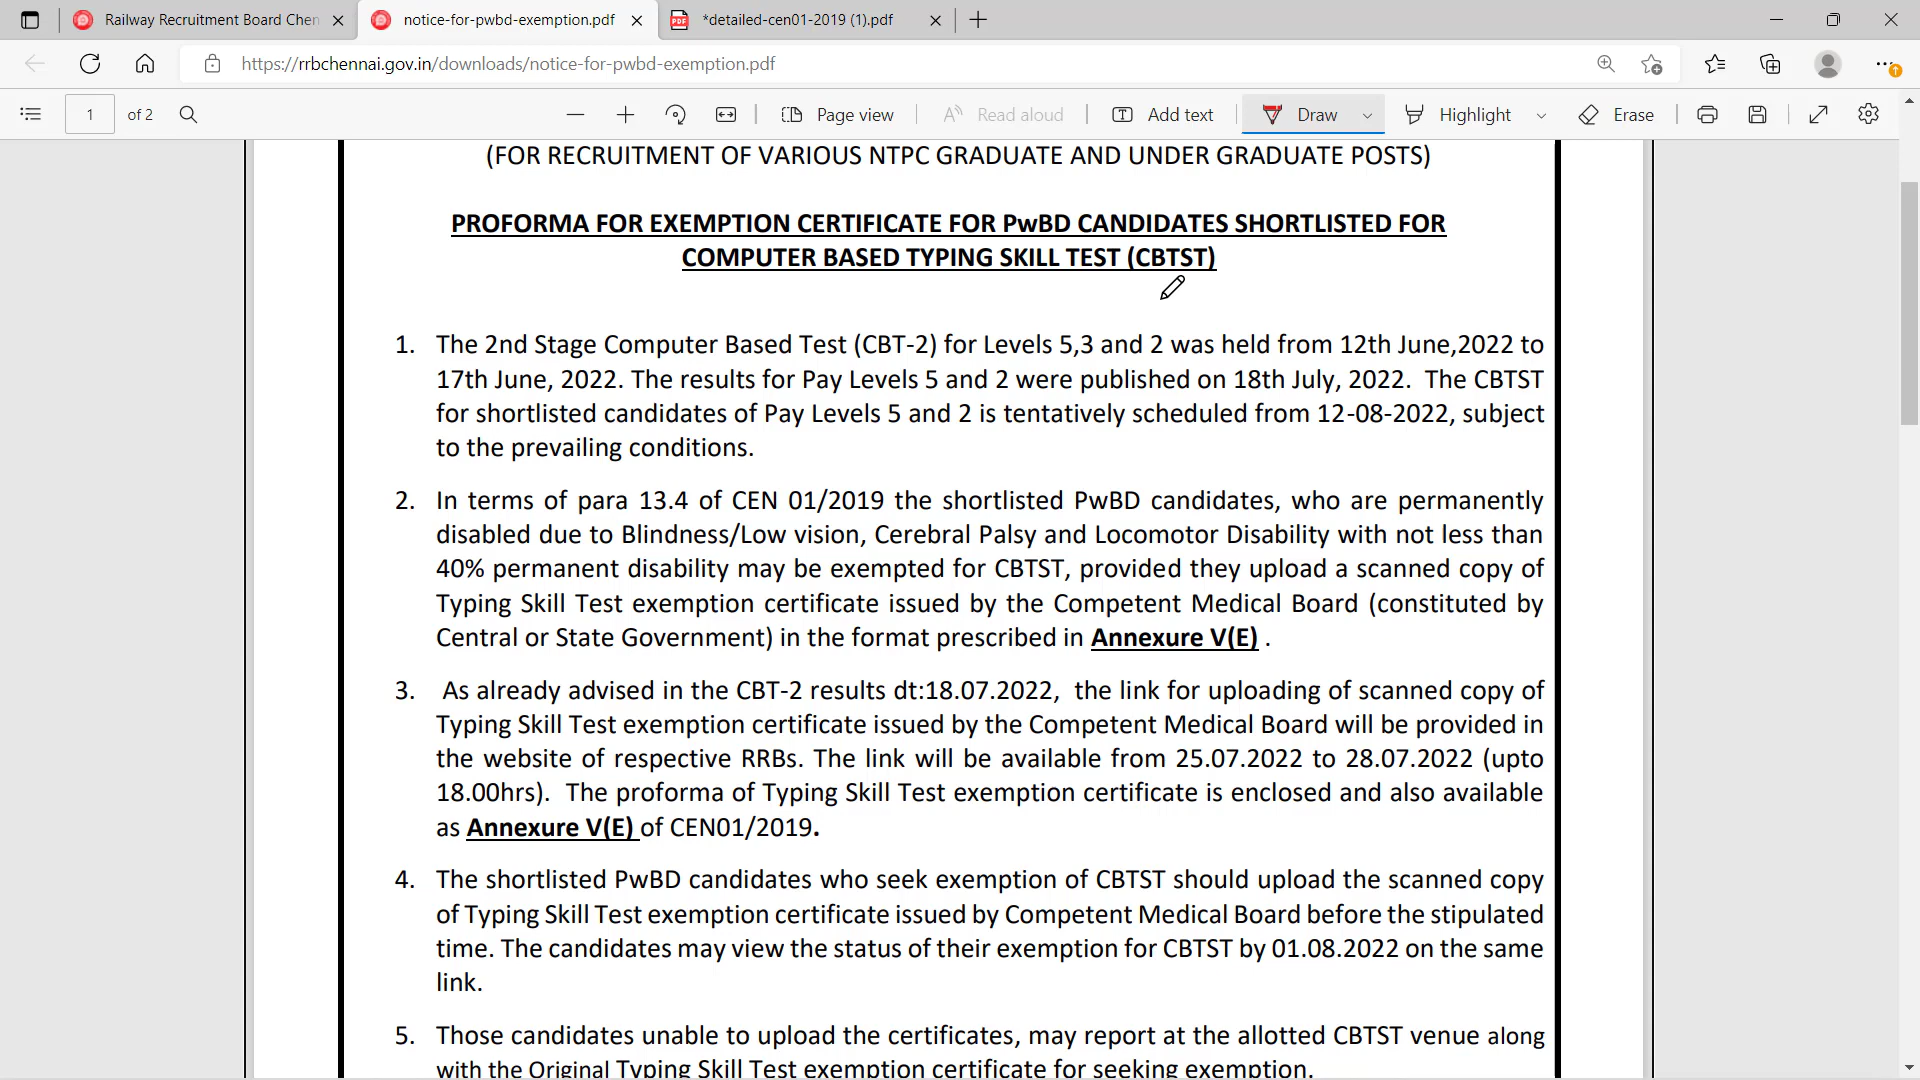 Railway Recruitment Board Chen
notice-for-pwbd-exemption.pdf
*detailed-cen01-2019 (1).pdf
https://rrbchennai.gov.in/downloads/notice-for-pwbd-exemption.pdf
1 of 2
Page view
Read aloud
Add text
Draw
Highlight
Erase
(FOR RECRUITMENT OF VARIOUS NTPC GRADUATE AND UNDER GRADUATE POSTS)
PROFORMA FOR EXEMPTION CERTIFICATE FOR PwBD CANDIDATES SHORTLISTED FOR
COMPUTER BASED TYPING SKILL TEST (CBTST)
1. The 2nd Stage Computer Based Test (CBT-2) for Levels 5,3 and 2 was held from 12th June,2022 to
17th June, 2022. The results for Pay Levels 5 and 2 were published on 18th July, 2022. The CBTST
for shortlisted candidates of Pay Levels 5 and 2 is tentatively scheduled from 12-08-2022, subject
to the prevailing conditions.
2. In terms of para 13.4 of CEN 01/2019 the shortlisted PwBD candidates, who are permanently
disabled due to Blindness/Low vision, Cerebral Palsy and Locomotor Disability with not less than
40% permanent disability may be exempted for CBTST, provided they upload a scanned copy of
Typing Skill Test exemption certificate issued by the Competent Medical Board (constituted by
Central or State Government) in the format prescribed in Annexure V(E) .
3. As already advised in the CBT-2 results dt:18.07.2022, the link for uploading of scanned copy of
Typing Skill Test exemption certificate issued by the Competent Medical Board will be provided in
the website of respective RRBs. The link will be available from 25.07.2022 to 28.07.2022 (upto
18.00hrs). The proforma of Typing Skill Test exemption certificate is enclosed and also available
as Annexure V(E) of CEN01/2019.
4. The shortlisted PwBD candidates who seek exemption of CBTST should upload the scanned copy
of Typing Skill Test exemption certificate issued by Competent Medical Board before the stipulated
time. The candidates may view the status of their exemption for CBTST by 01.08.2022 on the same
link.
5. Those candidates unable to upload the certificates, may report at the allotted CBTST venue along
with the Original Typing Skill Test exemption certificate for seeking exemption.